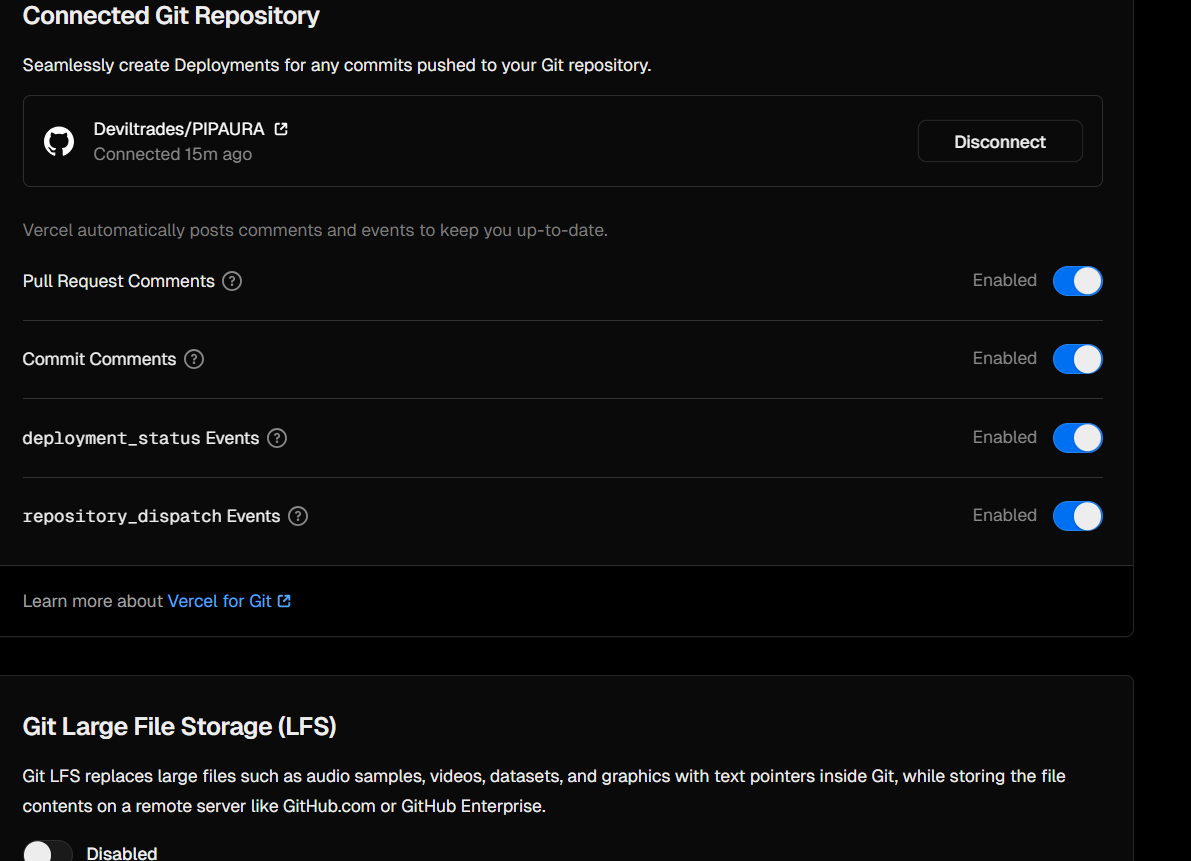 Connected Git Repository
Seamlessly create Deployments for any commits pushed to your Git repository.
Deviltrades/PIPAURA
Connected 15m ago
Disconnect
Vercel automatically posts comments and events to keep you up-to-date.
Pull Request Comments ?
Enabled
Commit Comments ?
Enabled
deployment_status Events ?
Enabled
repository_dispatch Events ?
Enabled
Learn more about Vercel for Git
Git Large File Storage (LFS)
Git LFS replaces large files such as audio samples, videos, datasets, and graphics with text pointers inside Git, while storing the file
contents on a remote server like GitHub.com or GitHub Enterprise.
Disabled